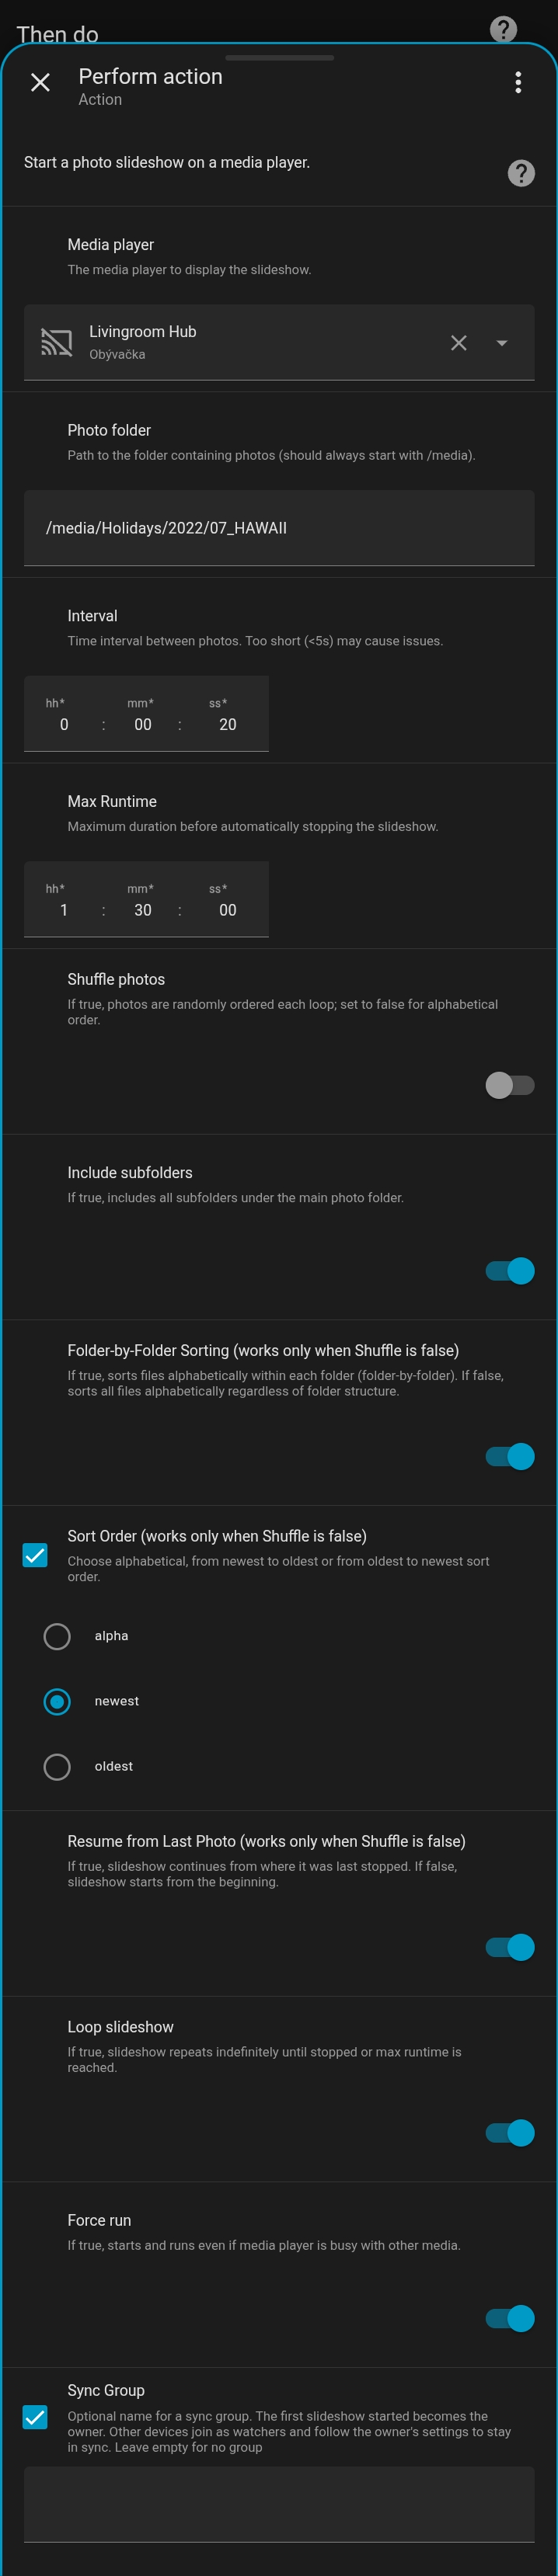 Then do
Perform action
Action
Start a photo slideshow on a media player.
Media player
The media player to display the slideshow.
Livingroom Hub
Obývačka
Photo folder
Path to the folder containing photos (should always start with /media).
/media/Holidays/2022/07_HAWAII
Interval
Time interval between photos. Too short (<5s) may cause issues.
hh* mm* ss*
0 : 00 : 20
Max Runtime
Maximum duration before automatically stopping the slideshow.
hh* mm* ss*
1 : 30 : 00
Shuffle photos
If true, photos are randomly ordered each loop; set to false for alphabetical
order.
Include subfolders
If true, includes all subfolders under the main photo folder.
Folder-by-Folder Sorting (works only when Shuffle is false)
If true, sorts files alphabetically within each folder (folder-by-folder). If false,
sorts all files alphabetically regardless of folder structure.
Sort Order (works only when Shuffle is false)
Choose alphabetical, from newest to oldest or from oldest to newest sort
order.
alpha
newest
oldest
Resume from Last Photo (works only when Shuffle is false)
If true, slideshow continues from where it was last stopped. If false,
slideshow starts from the beginning.
Loop slideshow
If true, slideshow repeats indefinitely until stopped or max runtime is
reached.
Force run
If true, starts and runs even if media player is busy with other media.
Sync Group
Optional name for a sync group. The first slideshow started becomes the
owner. Other devices join as watchers and follow the owner's settings to stay
in sync. Leave empty for no group